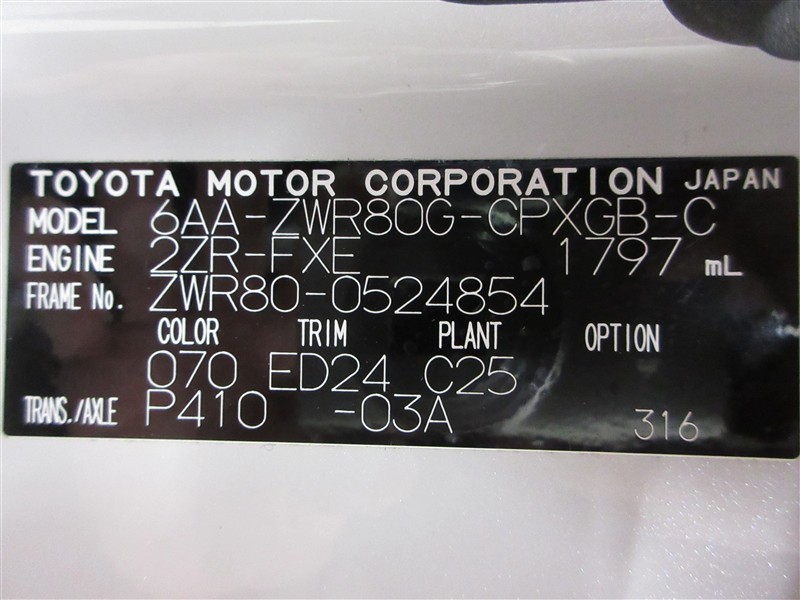 TOYOTA MOTOR CORPORATION JAPAN
MODEL 6AA-ZWR80G-CPXGB-C
ENGINE 2ZR-FXE 1797 mL
FRAME No. ZWR80-0524854
COLOR TRIM PLANT OPTION
070 ED24 C25
TRANS./AXLE P410 -03A 316